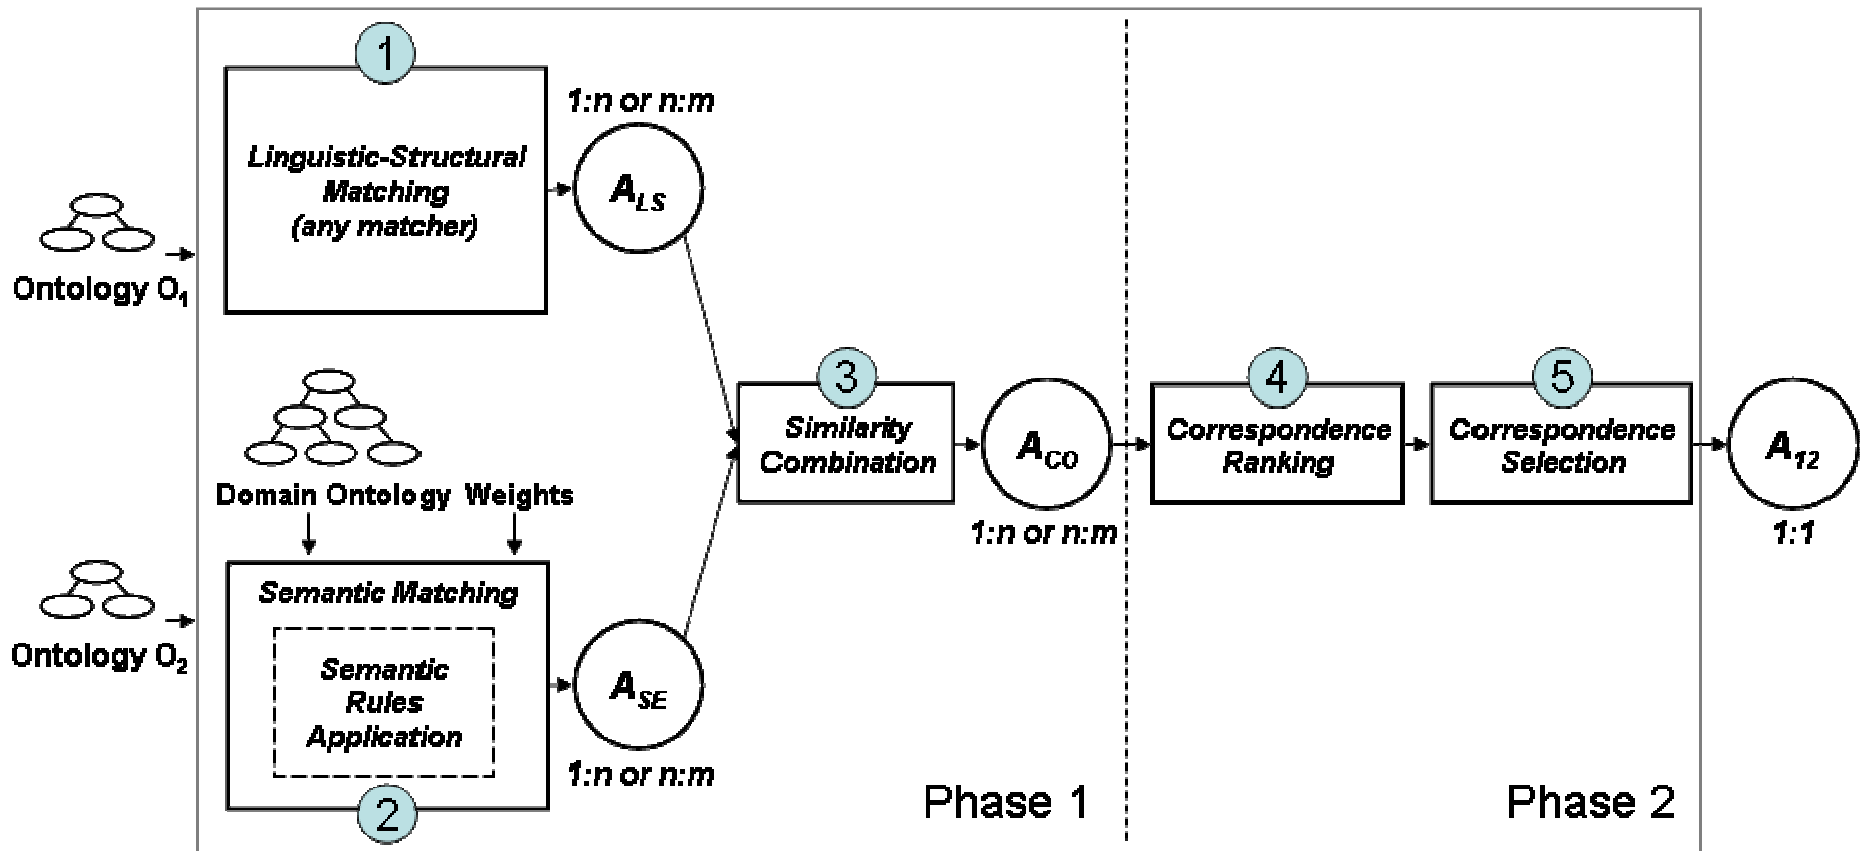 1
1:n or n:m
Linguistic-Structural
Matching
(any matcher)
A_LS
Ontology O_1
3
4
5
Similarity
Combination
A_CO
1:n or n:m
Correspondence
Ranking
Correspondence
Selection
A_12
1:1
Domain Ontology Weights
Semantic Matching
Semantic
Rules
Application
A_SE
1:n or n:m
Ontology O_2
2
Phase 1
Phase 2